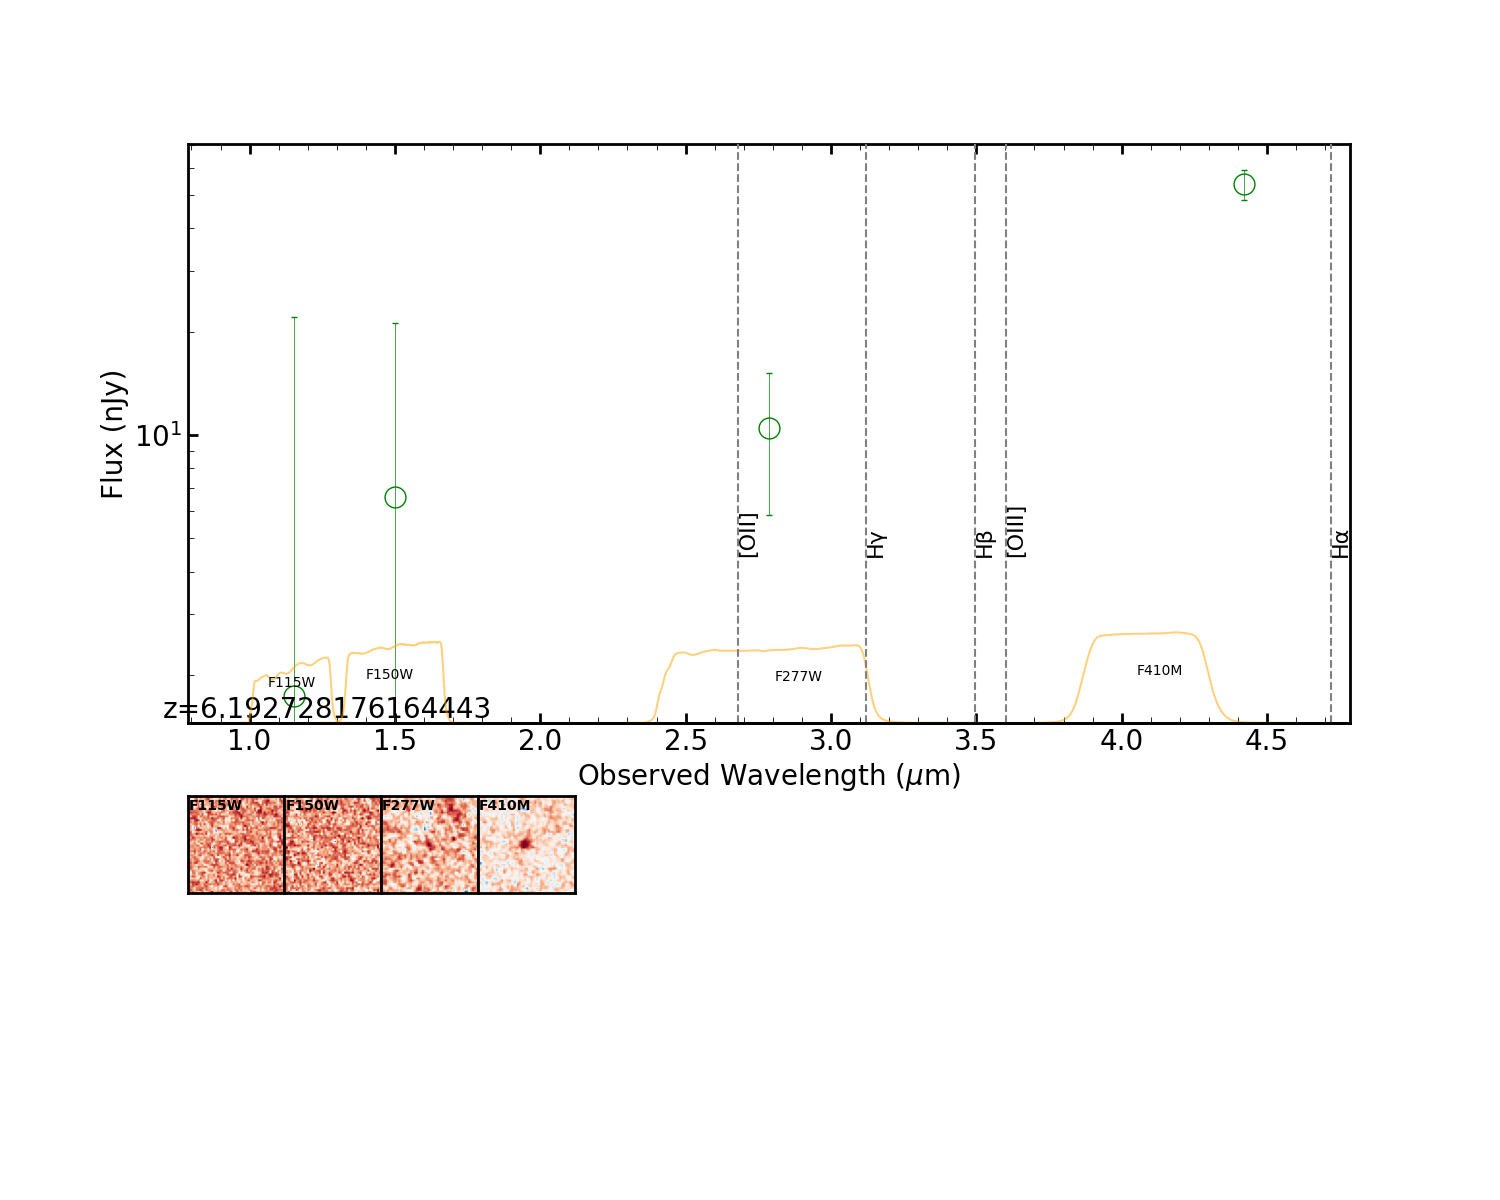 Flux (nJy)
10¹
[OII]
Hγ
Hβ
[OIII]
Hα
F115W
F150W
F277W
F410M
z=6.192728176164443
1.0 1.5 2.0 2.5 3.0 3.5 4.0 4.5
Observed Wavelength (μm)
F115W F150W F277W F410M